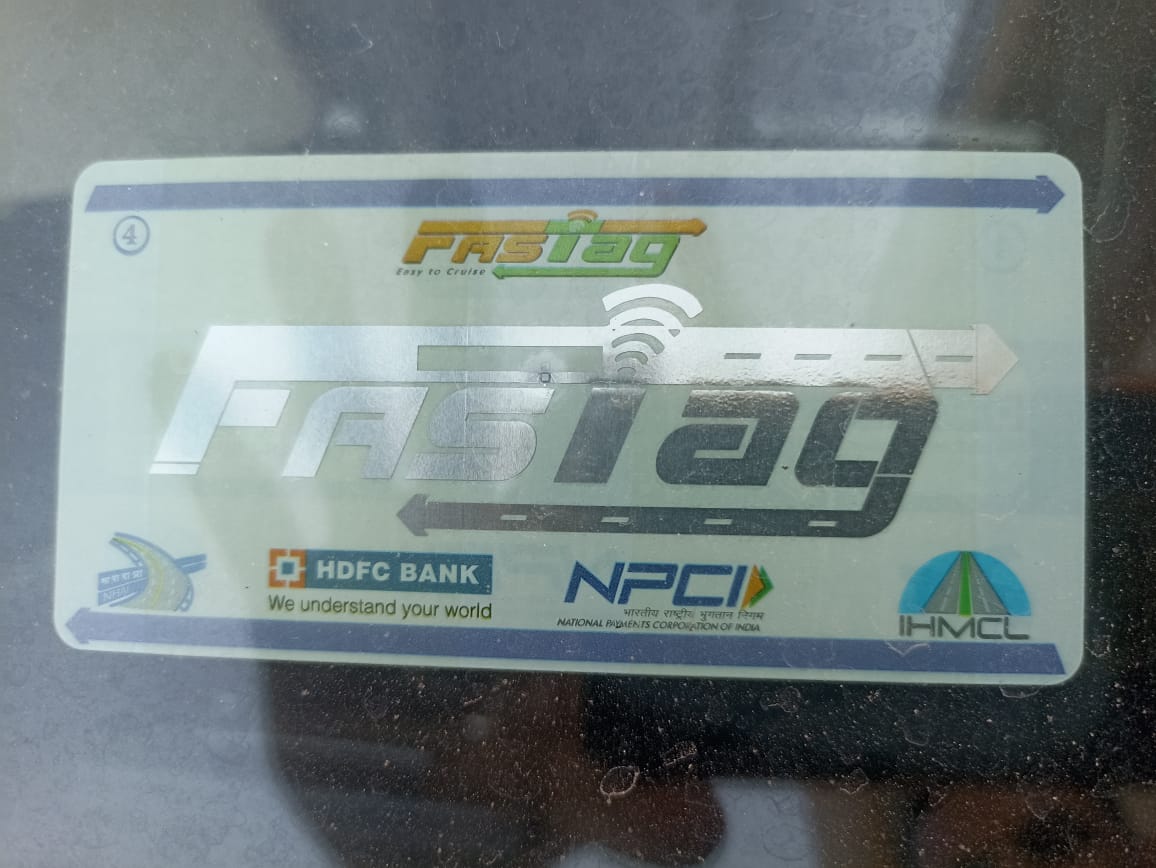 4
FASTag
Easy to Cruise
FASTag
भा रा रा प्रा
NHAI
HDFC BANK
We understand your world
NPCI
भारतीय राष्ट्रीय भुगतान निगम
NATIONAL PAYMENTS CORPORATION OF INDIA
IHMCL